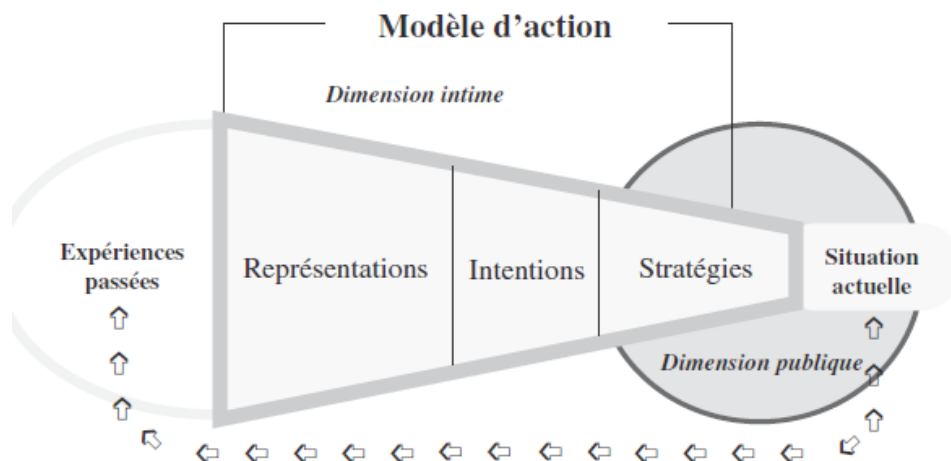 Modèle d'action
Dimension intime
Expériences
passées
Représentations
Intentions
Stratégies
Situation
actuelle
Dimension publique